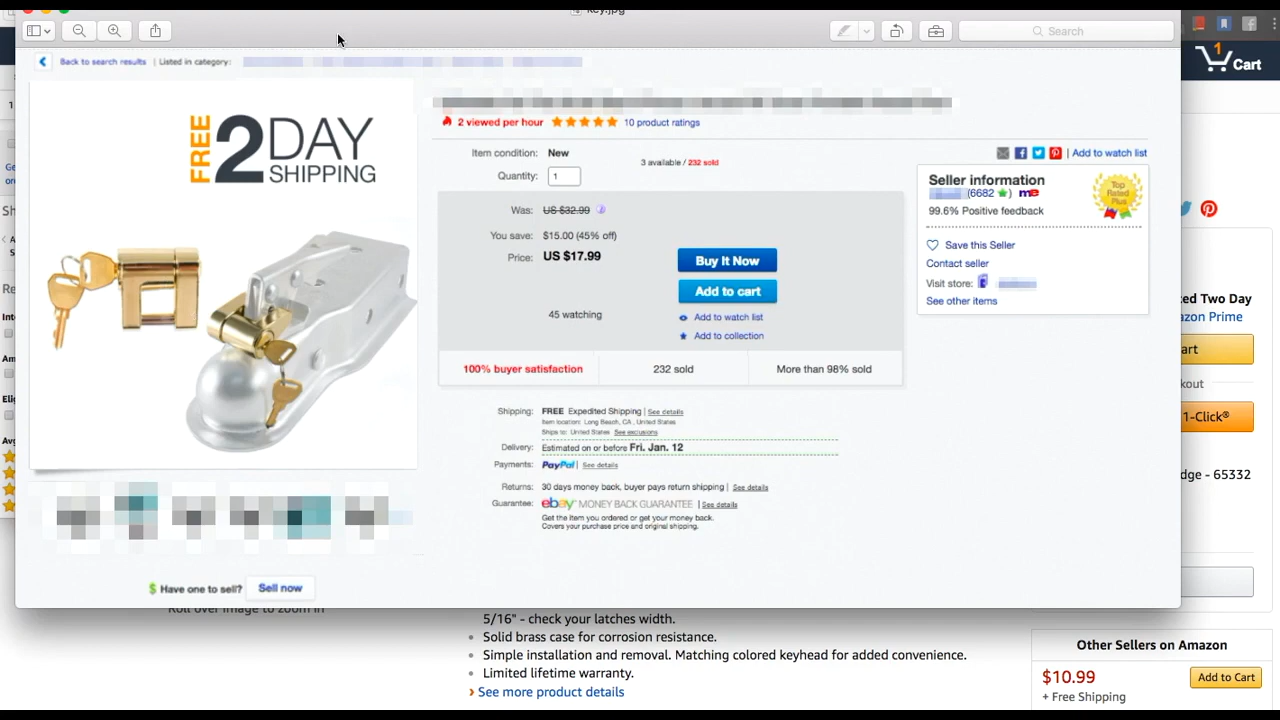 key.jpg
Search
Back to search results | Listed in category:
1
Cart
FREE 2 DAY SHIPPING
2 viewed per hour
10 product ratings
Item condition: New
3 available / 232 sold
Quantity: 1
Add to watch list
Seller information
(6682 ) me
Top Rated Plus
99.6% Positive feedback
Was: US $32.99
You save: $15.00 (45% off)
Price: US $17.99
Buy It Now
Add to cart
45 watching
Add to watch list
Add to collection
Save this Seller
Contact seller
Visit store:
See other items
100% buyer satisfaction
232 sold
More than 98% sold
Shipping: FREE Expedited Shipping | See details
Item location: Long Beach, CA, United States
Ships to: United States See exclusions
Delivery: Estimated on or before Fri. Jan. 12
Payments: PayPal | See details
Returns: 30 days money back, buyer pays return shipping | See details
Guarantee: ebay MONEY BACK GUARANTEE | See details
Get the item you ordered or get your money back.
Covers your purchase price and original shipping.
$ Have one to sell? Sell now
Roll over image to zoom in
ed Two Day
zon Prime
art
kout
1-Click®
dge - 65332
5/16" - check your latches width.
Solid brass case for corrosion resistance.
Simple installation and removal. Matching colored keyhead for added convenience.
Limited lifetime warranty.
› See more product details
Other Sellers on Amazon
$10.99
Add to Cart
+ Free Shipping